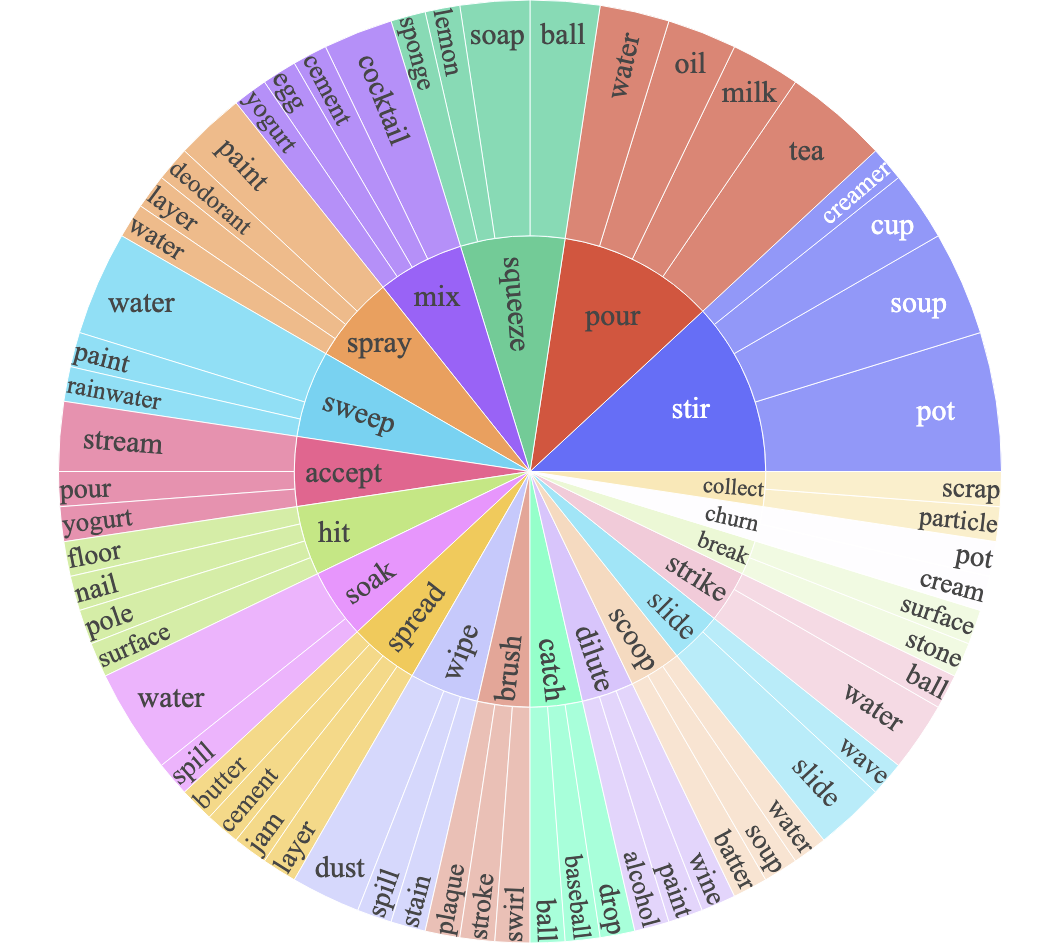 stir
creamer
cup
soup
pot
pour
water
oil
milk
tea
squeeze
sponge
lemon
soap
ball
mix
yogurt
egg
cement
cocktail
spray
paint
deodorant
layer
water
sweep
water
paint
rainwater
accept
stream
pour
yogurt
hit
floor
nail
pole
surface
soak
water
spill
spread
butter
cement
jam
layer
wipe
dust
spill
stain
brush
plaque
stroke
swirl
catch
ball
baseball
drop
dilute
alcohol
paint
wine
scoop
batter
soup
water
slide
slide
wave
strike
water
ball
break
stone
surface
churn
cream
pot
collect
particle
scrap